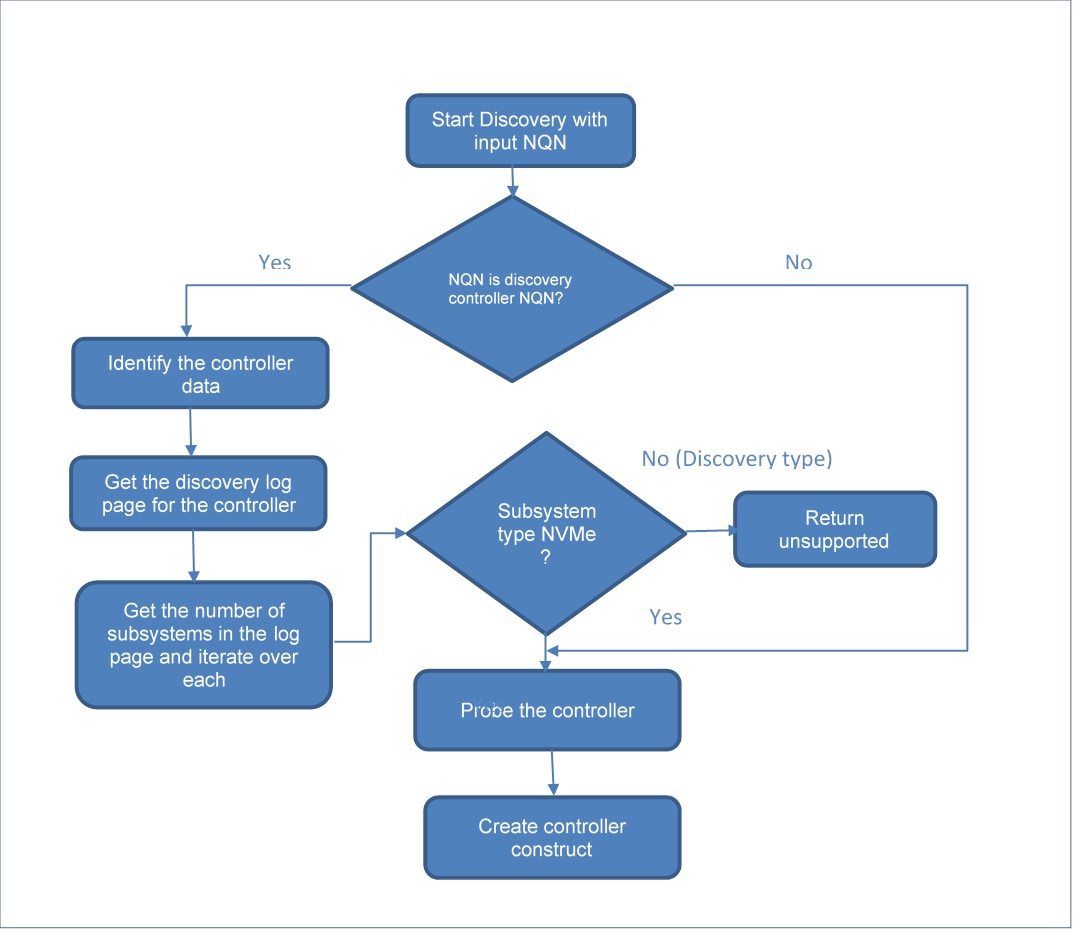 Start Discovery with
input NQN
Yes
No
NQN is discovery
controller NQN?
Identify the controller
data
No (Discovery type)
Get the discovery log
page for the controller
Subsystem
type NVMe
?
Return
unsupported
Get the number of
subsystems in the log
page and iterate over
each
Yes
Probe the controller
Create controller
construct